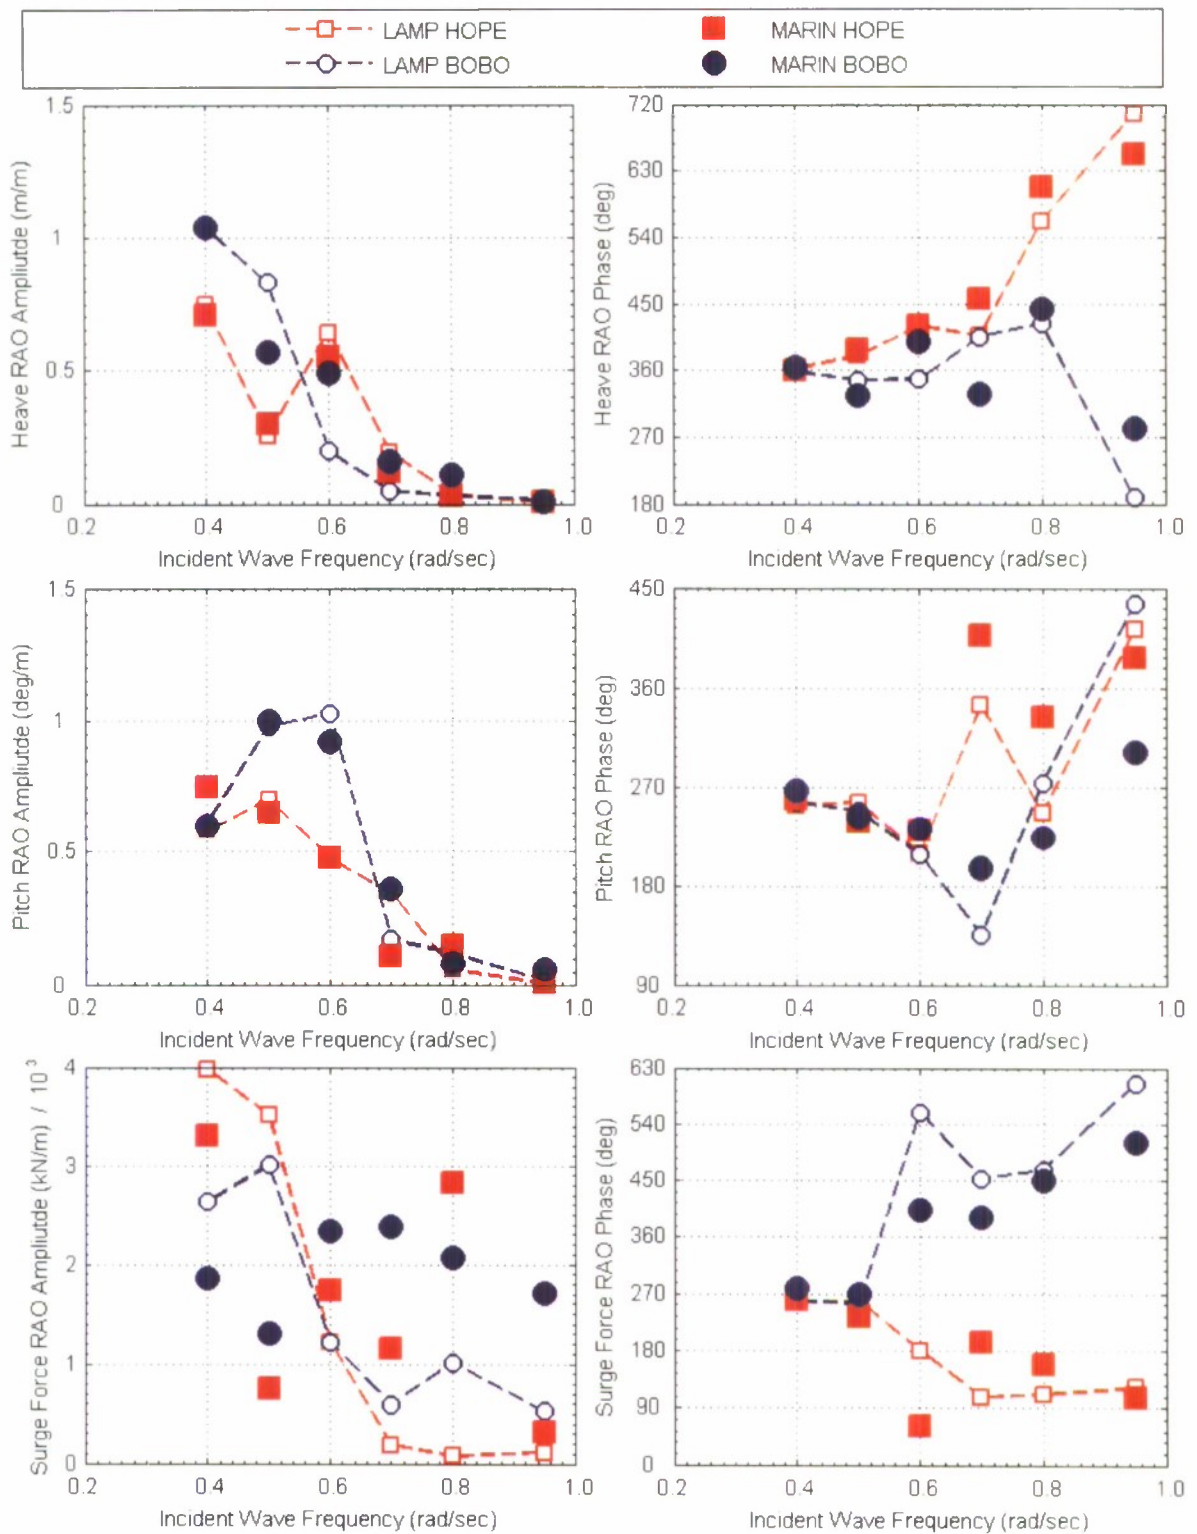 LAMP HOPE MARIN HOPE
LAMP BOBO MARIN BOBO
Heave RAO Ampliutde (m/m)
1.5
1
0.5
0
0.2 0.4 0.6 0.8 1.0
Incident Wave Frequency (rad/sec)
Heave RAO Phase (deg)
720
630
540
450
360
270
180
0.2 0.4 0.6 0.8 1.0
Incident Wave Frequency (rad/sec)
Pitch RAO Ampliutde (deg/m)
1.5
1
0.5
0
0.2 0.4 0.6 0.8 1.0
Incident Wave Frequency (rad/sec)
Pitch RAO Phase (deg)
450
360
270
180
90
0.2 0.4 0.6 0.8 1.0
Incident Wave Frequency (rad/sec)
Surge Force RAO Ampliutde (kN/m) / 10³
4
3
2
1
0
0.2 0.4 0.6 0.8 1.0
Incident Wave Frequency (rad/sec)
Surge Force RAO Phase (deg)
630
540
450
360
270
180
90
0
0.2 0.4 0.6 0.8 1.0
Incident Wave Frequency (rad/sec)